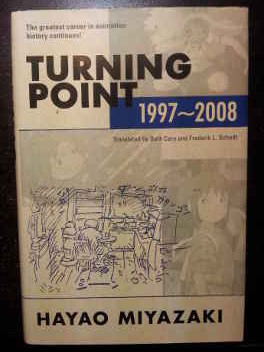 The greatest career in animation
history continues!
TURNING
POINT
1997~2008
Translated by Beth Cary and Frederik L. Schodt
HAYAO MIYAZAKI